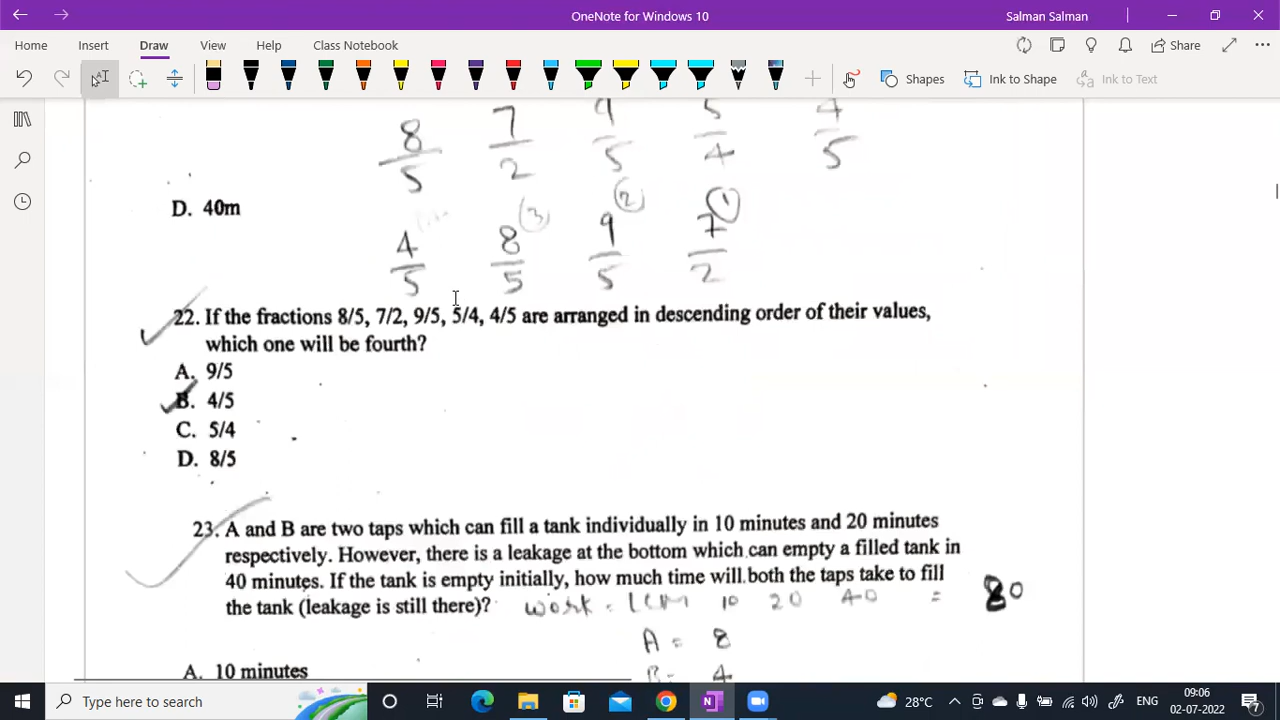 OneNote for Windows 10
Salman Salman
Home Insert Draw View Help Class Notebook
Share
Shapes Ink to Shape Ink to Text
8/5 7/2 9/5 5/4 4/5
D. 40m
4/5 8/5 (3) 9/5 (2) 7/2 (1)
22. If the fractions 8/5, 7/2, 9/5, 5/4, 4/5 are arranged in descending order of their values,
which one will be fourth?
A. 9/5
B. 4/5
C. 5/4
D. 8/5
23. A and B are two taps which can fill a tank individually in 10 minutes and 20 minutes
respectively. However, there is a leakage at the bottom which can empty a filled tank in
40 minutes. If the tank is empty initially, how much time will both the taps take to fill
the tank (leakage is still there)? work = LCM 10 20 40 = 80
A = 8
A. 10 minutes
B = 4
Type here to search
28°C
ENG
09:06
02-07-2022
7